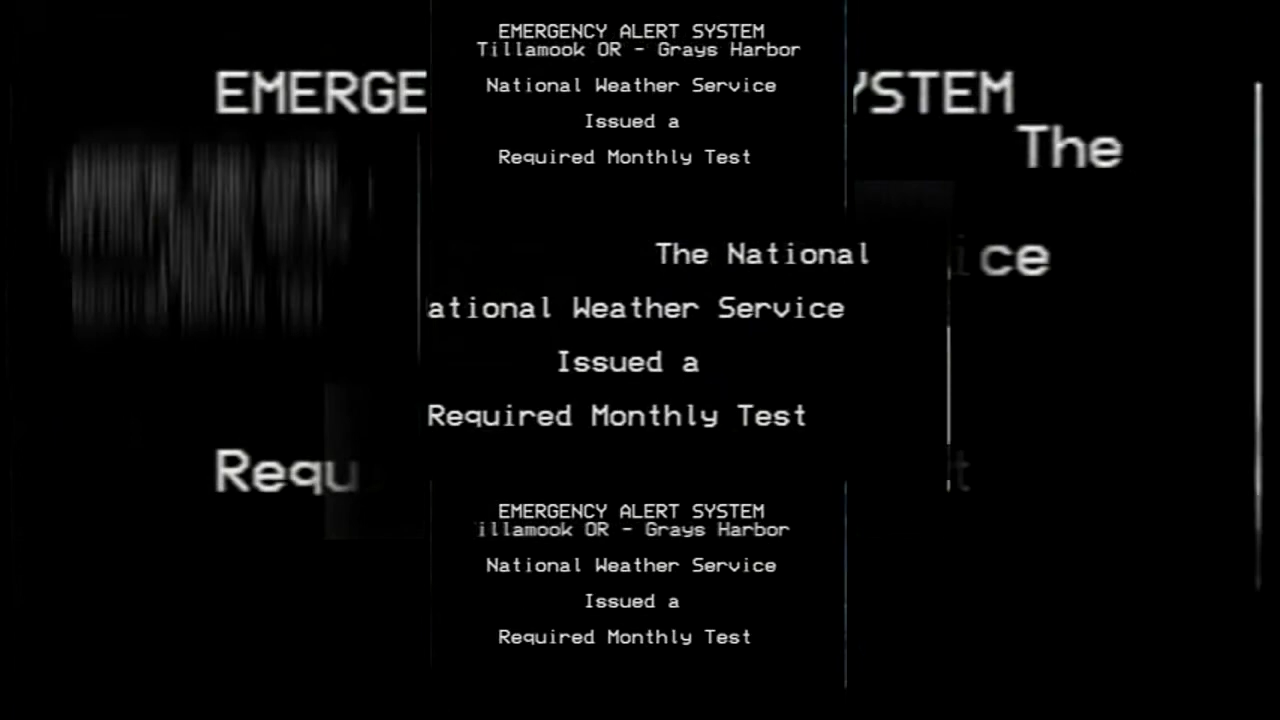 EMERGENCY ALERT SYSTEM
Tillamook OR - Grays Harbor
National Weather Service
Issued a
Required Monthly Test
EMERGE
YSTEM
The
ice
Requ
t
The National
ational Weather Service
Issued a
Required Monthly Test
EMERGENCY ALERT SYSTEM
illamook OR - Grays Harbor
National Weather Service
Issued a
Required Monthly Test